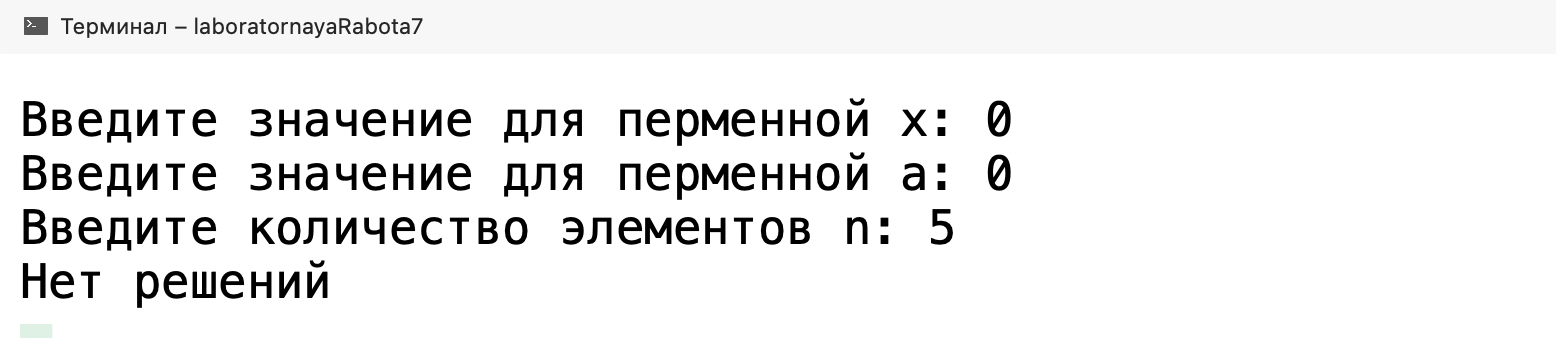 Терминал – laboratornayaRabota7
Введите значение для перменной x: 0
Введите значение для перменной a: 0
Введите количество элементов n: 5
Нет решений